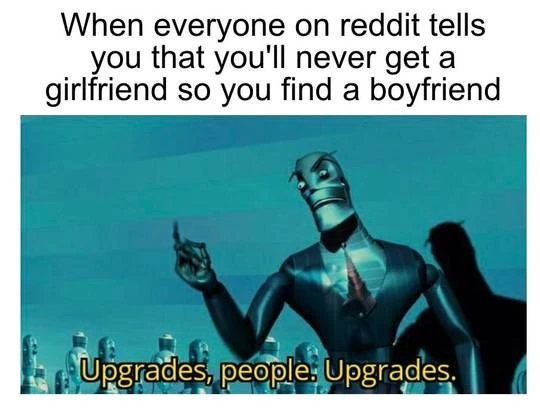 When everyone on reddit tells
you that you'll never get a
girlfriend so you find a boyfriend
Upgrades, people. Upgrades.